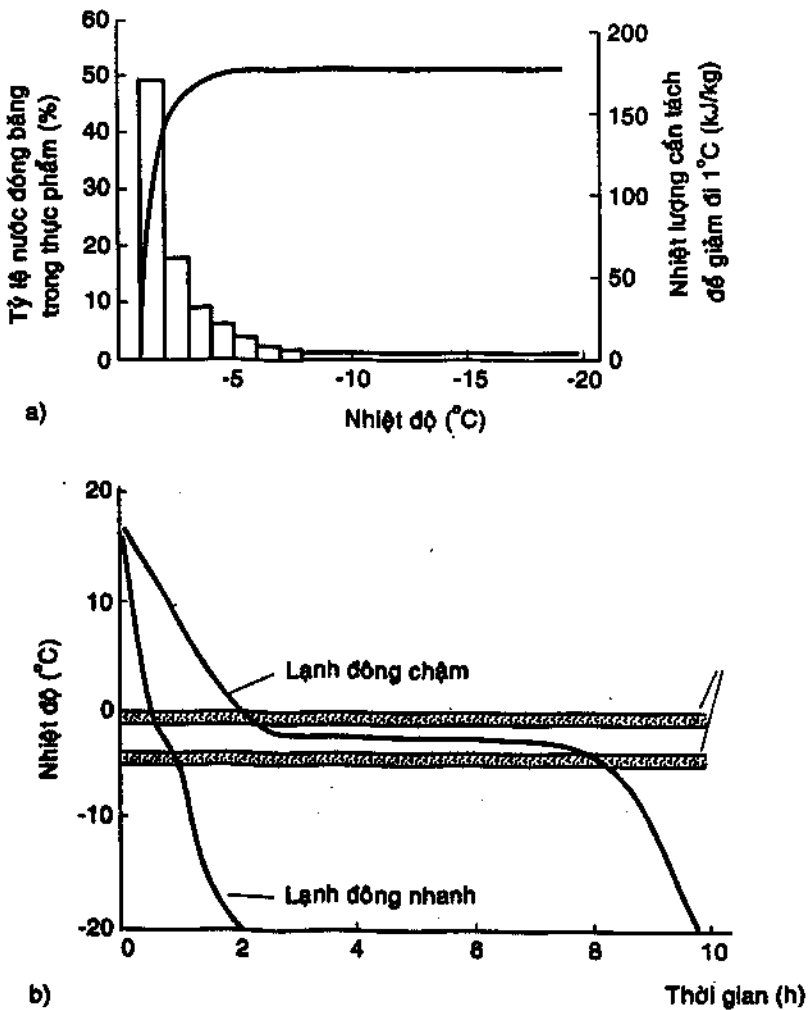 60
50
40
30
20
10
0
Tỷ lệ nước đóng băng
trong thực phẩm (%)
200
150
100
50
0
Nhiệt lượng cần tách
để giảm đi 1°C (kJ/kg)
-5
-10
-15
-20
Nhiệt độ (°C)
a)
20
10
0
-10
-20
Nhiệt độ (°C)
Lạnh đông chậm
Lạnh đông nhanh
0
2
4
6
8
10
b)
Thời gian (h)